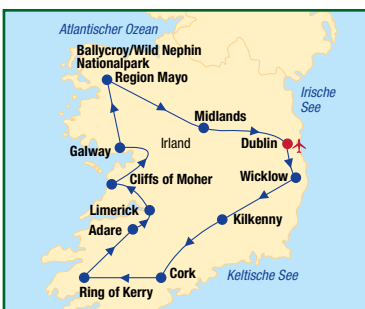 Atlantischer Ozean
Ballycroy/Wild Nephin
Nationalpark
Region Mayo
Irische
See
Midlands
Irland
Dublin
Galway
Cliffs of Moher
Wicklow
Limerick
Kilkenny
Adare
Cork
Keltische See
Ring of Kerry